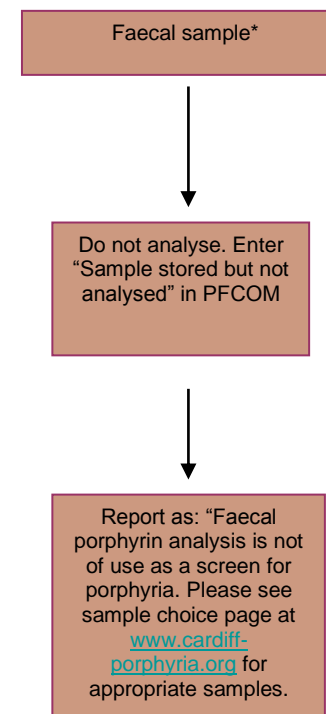 Faecal sample*
Do not analyse. Enter
“Sample stored but not
analysed” in PFCOM
Report as: “Faecal
porphyrin analysis is not
of use as a screen for
porphyria. Please see
sample choice page at
www.cardiff-
porphyria.org for
appropriate samples.